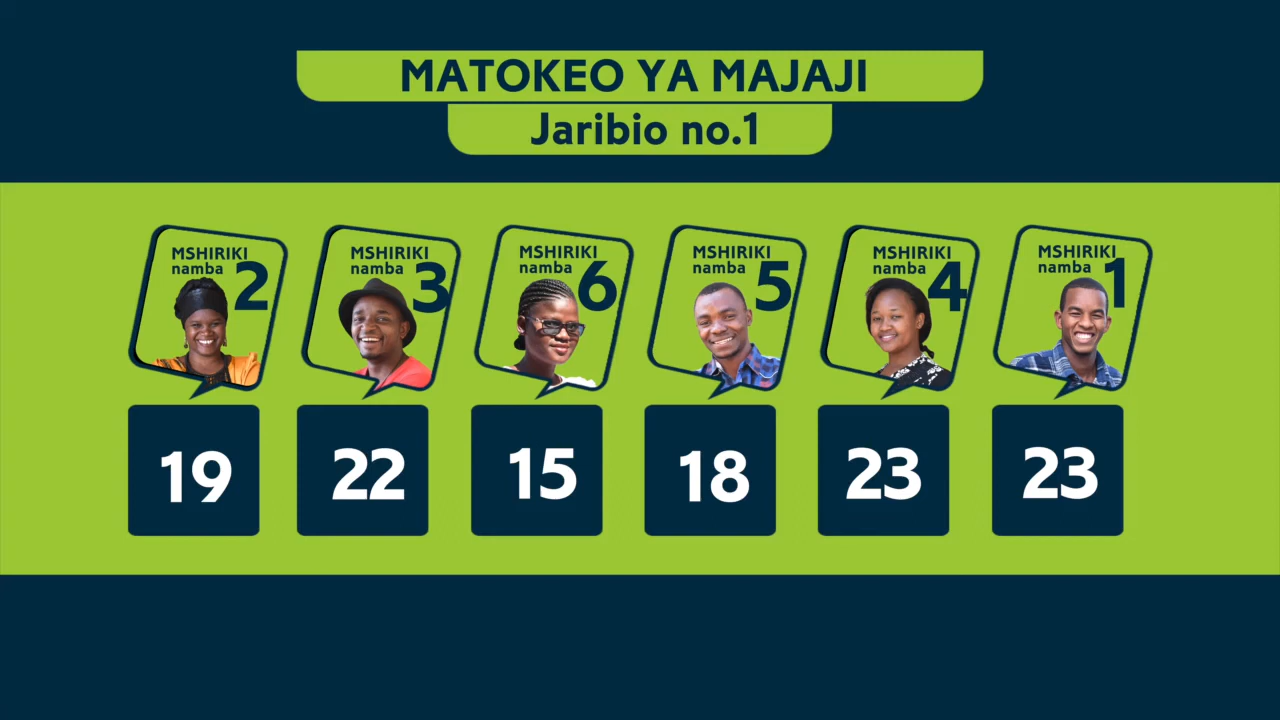 MATOKEO YA MAJAJI
Jaribio no.1
MSHIRIKI
namba 2
MSHIRIKI
namba 3
MSHIRIKI
namba 6
MSHIRIKI
namba 5
MSHIRIKI
namba 4
MSHIRIKI
namba 1
19
22
15
18
23
23